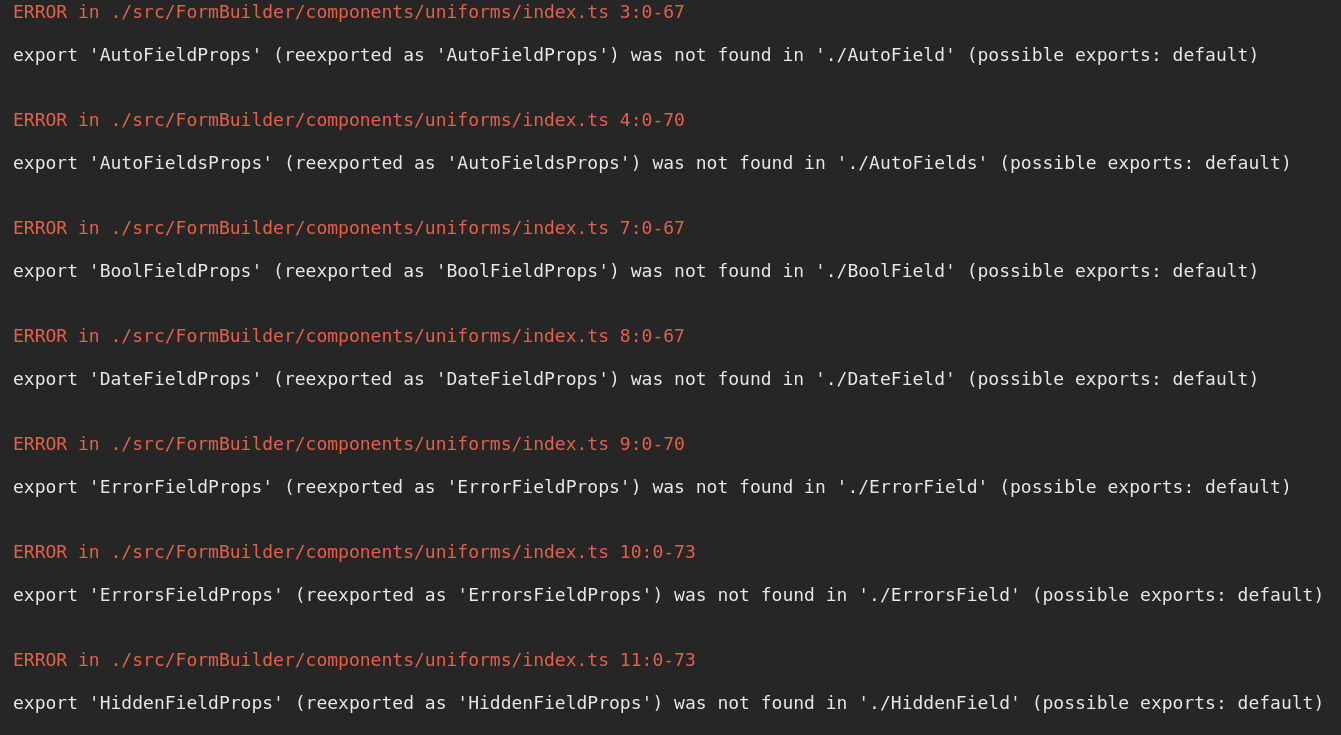 ERROR in ./src/FormBuilder/components/uniforms/index.ts 3:0-67
export 'AutoFieldProps' (reexported as 'AutoFieldProps') was not found in './AutoField' (possible exports: default)
ERROR in ./src/FormBuilder/components/uniforms/index.ts 4:0-70
export 'AutoFieldsProps' (reexported as 'AutoFieldsProps') was not found in './AutoFields' (possible exports: default)
ERROR in ./src/FormBuilder/components/uniforms/index.ts 7:0-67
export 'BoolFieldProps' (reexported as 'BoolFieldProps') was not found in './BoolField' (possible exports: default)
ERROR in ./src/FormBuilder/components/uniforms/index.ts 8:0-67
export 'DateFieldProps' (reexported as 'DateFieldProps') was not found in './DateField' (possible exports: default)
ERROR in ./src/FormBuilder/components/uniforms/index.ts 9:0-70
export 'ErrorFieldProps' (reexported as 'ErrorFieldProps') was not found in './ErrorField' (possible exports: default)
ERROR in ./src/FormBuilder/components/uniforms/index.ts 10:0-73
export 'ErrorsFieldProps' (reexported as 'ErrorsFieldProps') was not found in './ErrorsField' (possible exports: default)
ERROR in ./src/FormBuilder/components/uniforms/index.ts 11:0-73
export 'HiddenFieldProps' (reexported as 'HiddenFieldProps') was not found in './HiddenField' (possible exports: default)